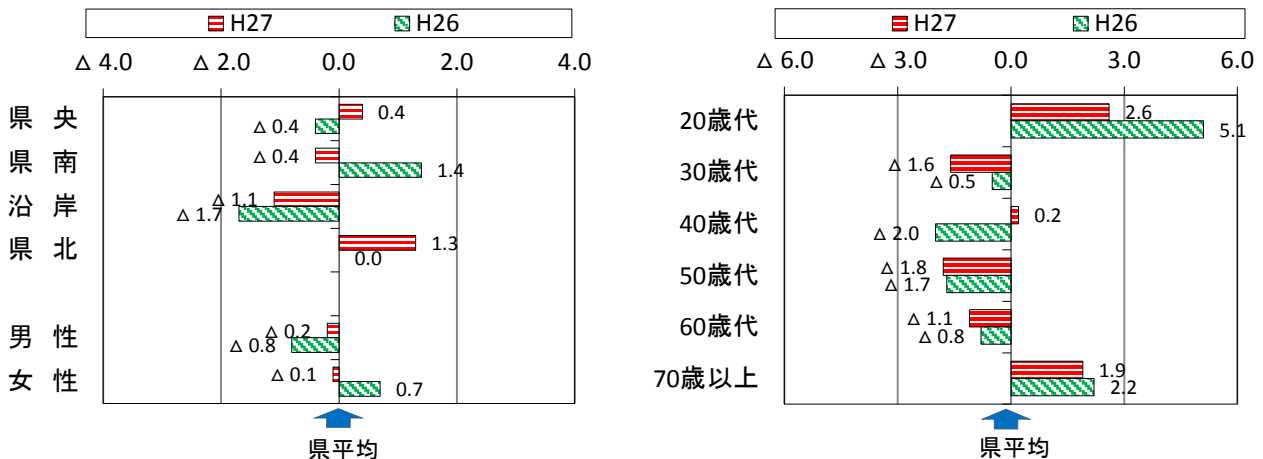 H27 H26
△ 4.0 △ 2.0 0.0 2.0 4.0
県 央 0.4
△ 0.4
県 南 △ 0.4
1.4
沿 岸 △ 1.1
△ 1.7
県 北 1.3
0.0
男 性 △ 0.2
△ 0.8
女 性 △ 0.1
0.7
県平均
H27 H26
△ 6.0 △ 3.0 0.0 3.0 6.0
20歳代 2.6
5.1
30歳代 △ 1.6
△ 0.5
40歳代 0.2
△ 2.0
50歳代 △ 1.8
△ 1.7
60歳代 △ 1.1
△ 0.8
70歳以上 1.9
2.2
県平均